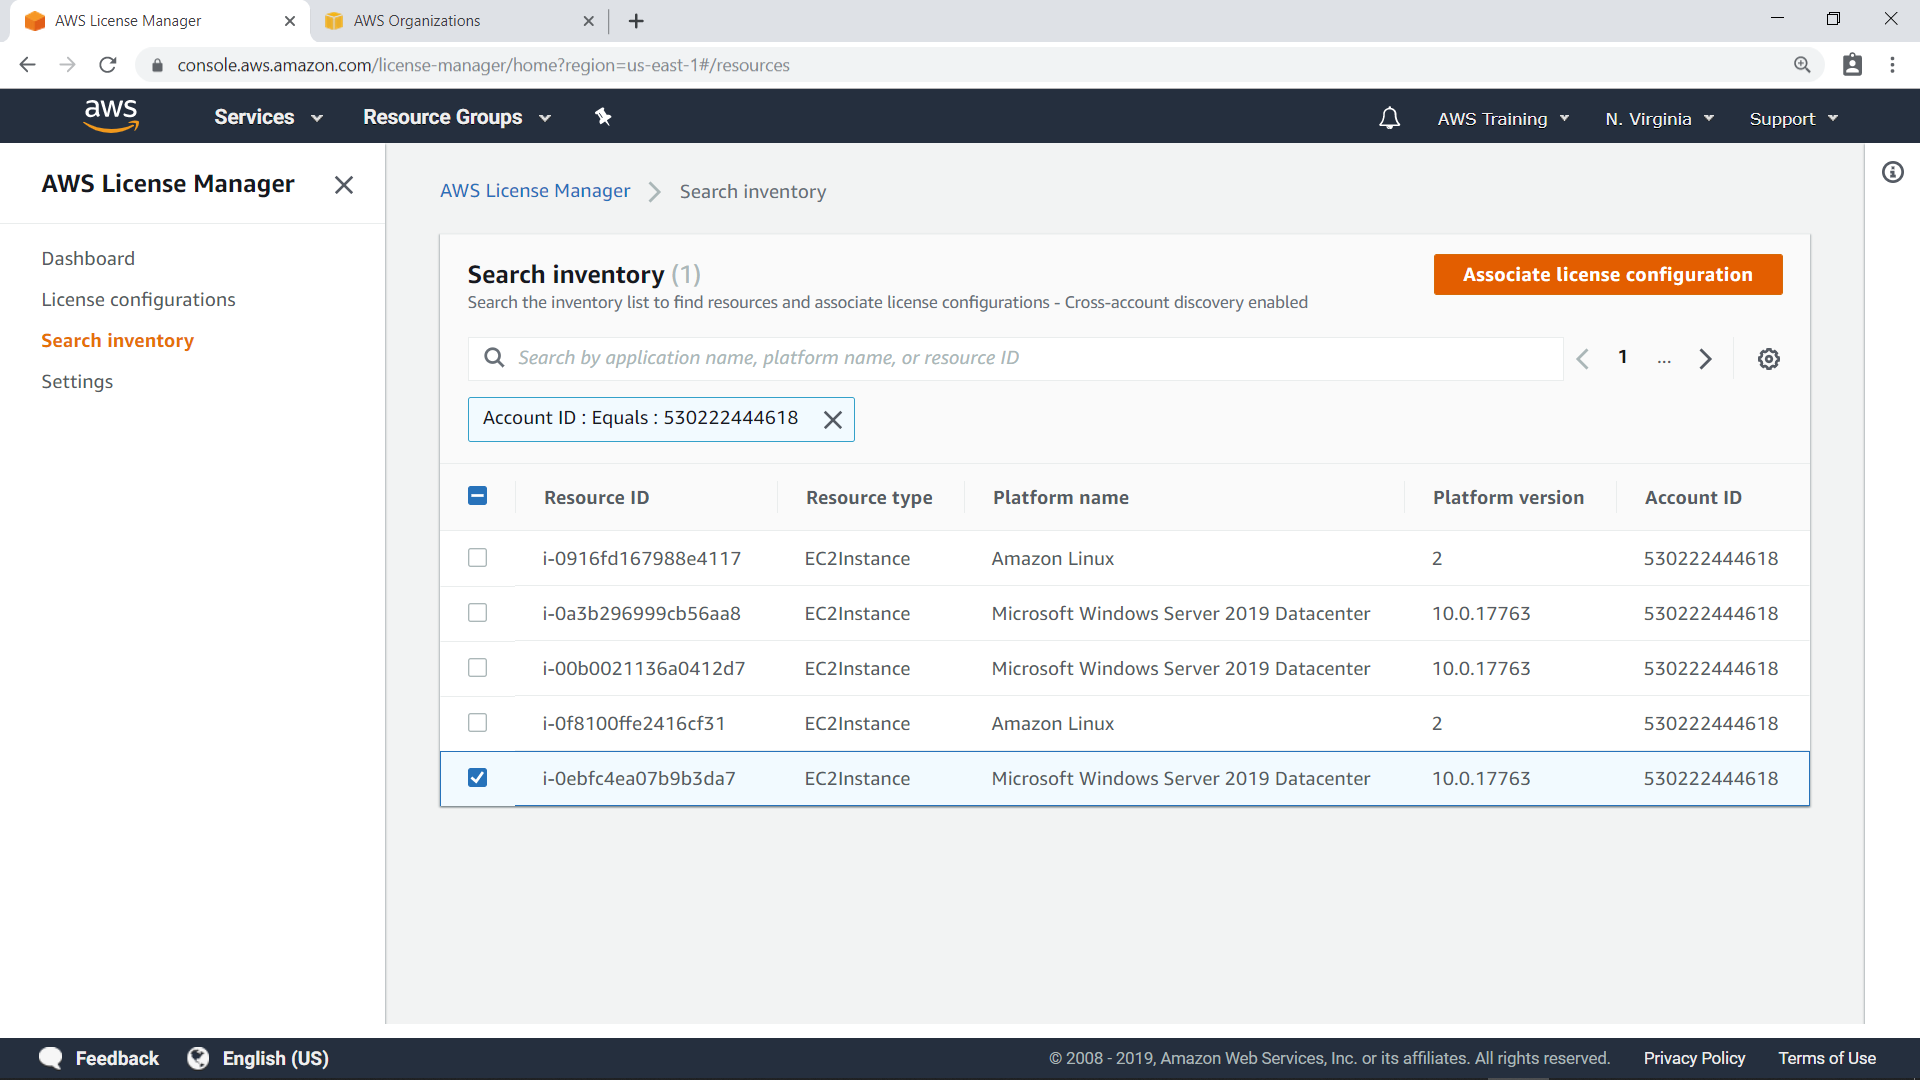 AWS License Manager
AWS Organizations
console.aws.amazon.com/license-manager/home?region=us-east-1#/resources
aws
Services
Resource Groups
AWS Training
N. Virginia
Support
AWS License Manager
Dashboard
License configurations
Search inventory
Settings
AWS License Manager
Search inventory
Search inventory (1)
Search the inventory list to find resources and associate license configurations - Cross-account discovery enabled
Associate license configuration
Search by application name, platform name, or resource ID
1
...
Account ID : Equals : 530222444618
Resource ID Resource type Platform name Platform version Account ID
i-0916fd167988e4117 EC2Instance Amazon Linux 2 530222444618
i-0a3b296999cb56aa8 EC2Instance Microsoft Windows Server 2019 Datacenter 10.0.17763 530222444618
i-00b0021136a0412d7 EC2Instance Microsoft Windows Server 2019 Datacenter 10.0.17763 530222444618
i-0f8100ffe2416cf31 EC2Instance Amazon Linux 2 530222444618
i-0ebfc4ea07b9b3da7 EC2Instance Microsoft Windows Server 2019 Datacenter 10.0.17763 530222444618
Feedback
English (US)
© 2008 - 2019, Amazon Web Services, Inc. or its affiliates. All rights reserved.
Privacy Policy
Terms of Use